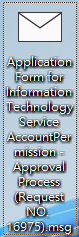 Application
Form for
Information
Technology
Service
AccountPer
mission -
Approval
Process
(Request
NO.
16975).msg